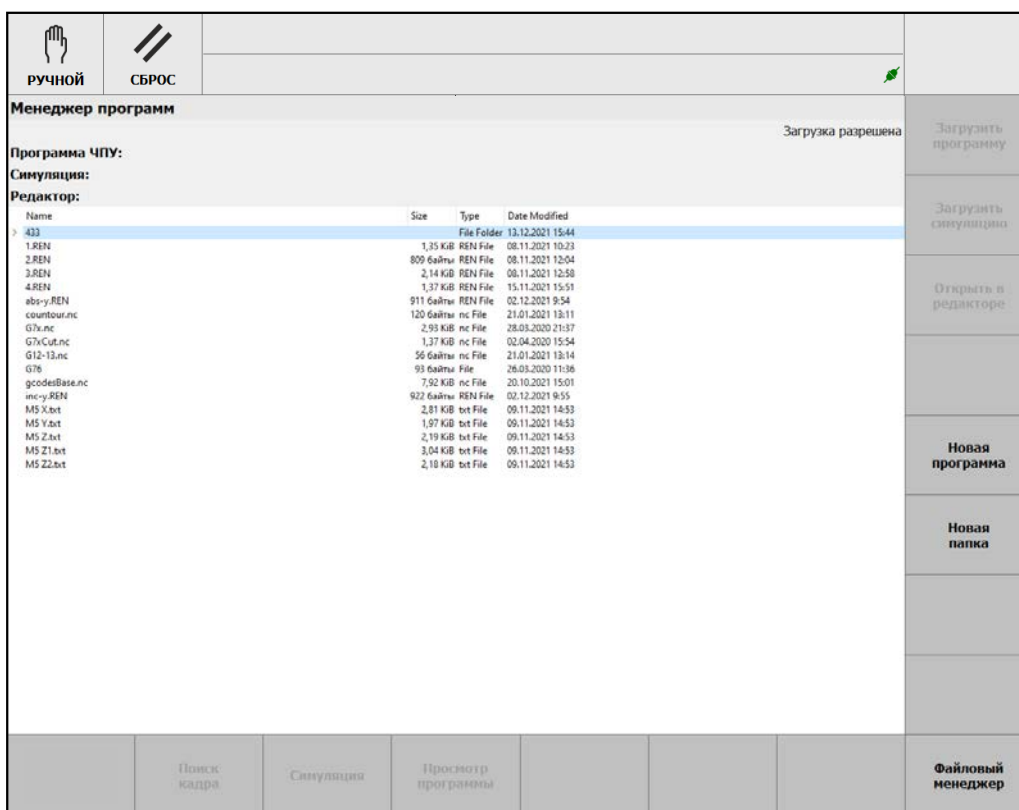 РУЧНОЙ СБРОС
Менеджер программ
Загрузка разрешена
Программа ЧПУ:
Симуляция:
Редактор:
Name Size Type Date Modified
433 File Folder 13.12.2021 15:44
1.REN 1,35 KiB REN File 08.11.2021 10:23
2.REN 809 байты REN File 08.11.2021 12:04
3.REN 2,14 KiB REN File 08.11.2021 12:58
4.REN 1,37 KiB REN File 15.11.2021 15:51
abs-y.REN 911 байты REN File 02.12.2021 9:54
countour.nc 120 байты nc File 21.01.2021 13:11
G7x.nc 2,93 KiB nc File 28.03.2020 21:37
G7xCut.nc 1,37 KiB nc File 02.04.2020 15:54
G12-13.nc 56 байты nc File 21.01.2021 13:14
G76 93 байты File 26.03.2020 11:36
gcodesBase.nc 7,92 KiB nc File 20.10.2021 15:01
inc-y.REN 922 байты REN File 02.12.2021 9:55
M5 X.txt 2,81 KiB txt File 09.11.2021 14:53
M5 Y.txt 1,97 KiB txt File 09.11.2021 14:53
M5 Z.txt 2,19 KiB txt File 09.11.2021 14:53
M5 Z1.txt 3,04 KiB txt File 09.11.2021 14:53
M5 Z2.txt 2,18 KiB txt File 09.11.2021 14:53
Загрузить
программу
Загрузить
симуляцию
Открыть в
редакторе
Новая
программа
Новая
папка
Поиск
кадра
Симуляция
Просмотр
программы
Файловый
менеджер